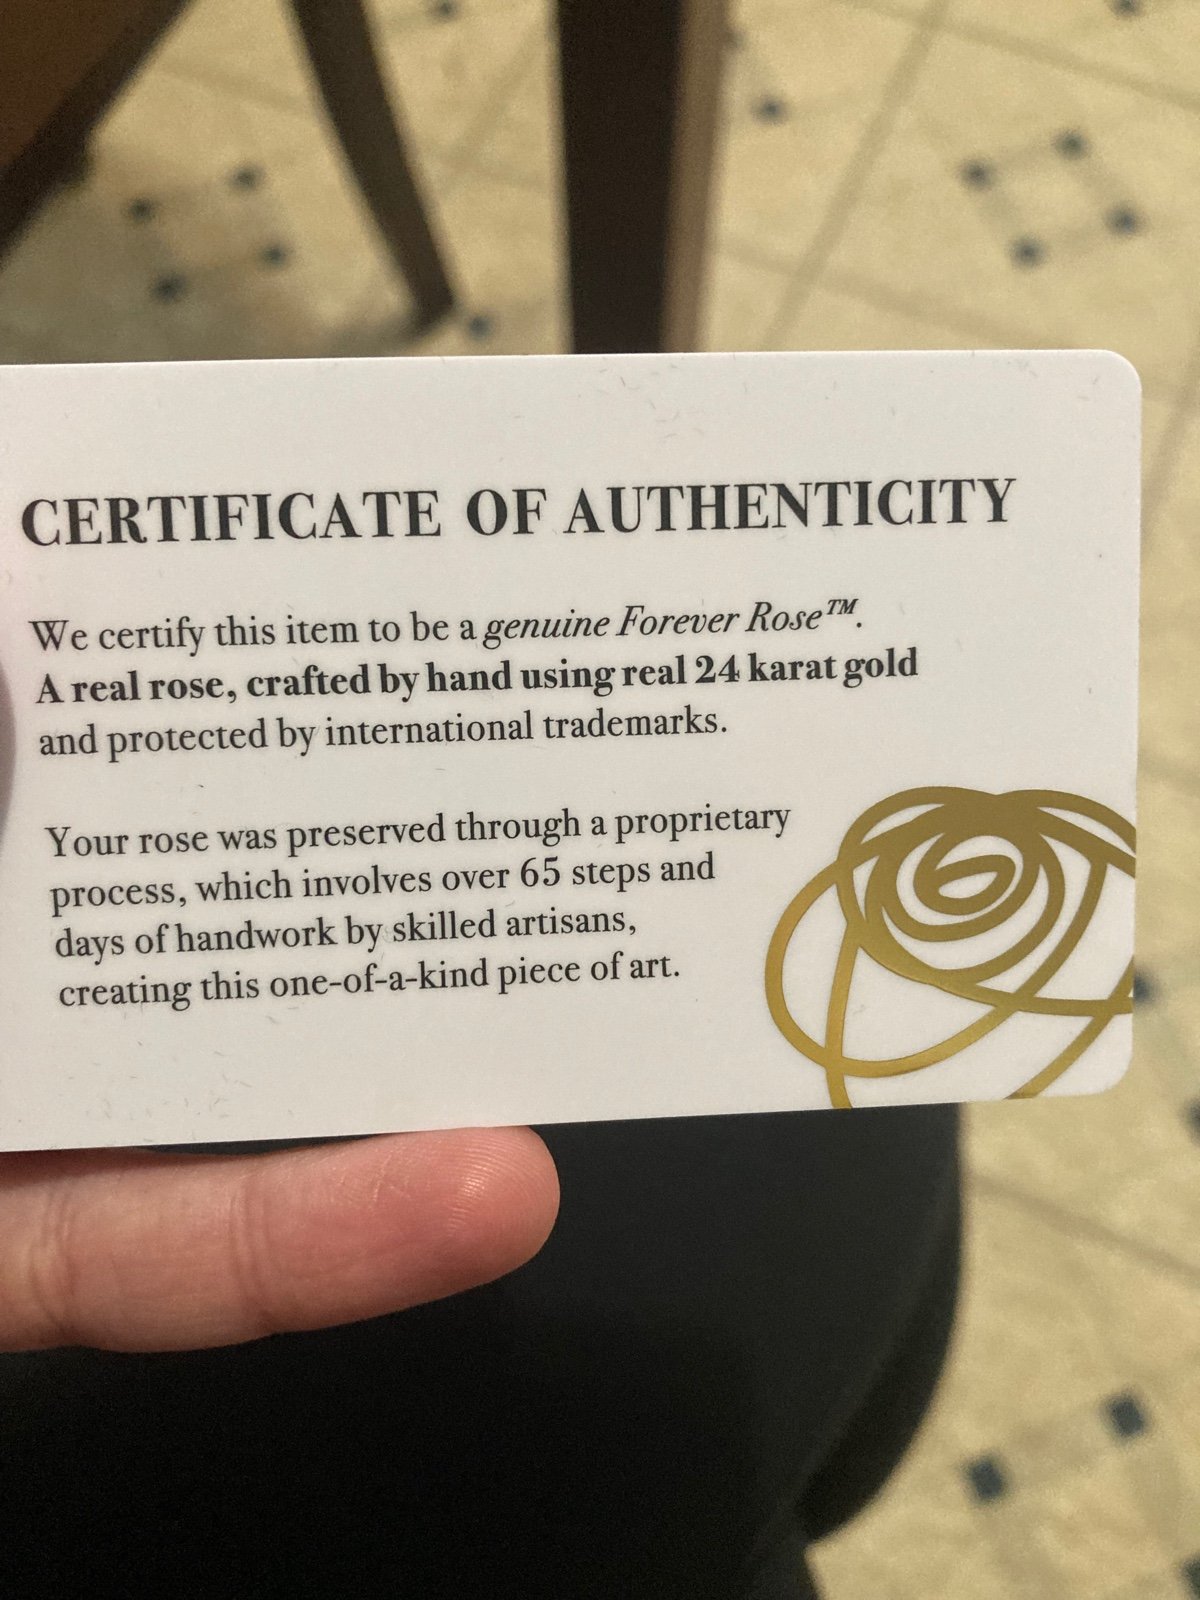 CERTIFICATE OF AUTHENTICITY
We certify this item to be a genuine Forever Rose™.
A real rose, crafted by hand using real 24 karat gold
and protected by international trademarks.
Your rose was preserved through a proprietary
process, which involves over 65 steps and
days of handwork by skilled artisans,
creating this one-of-a-kind piece of art.